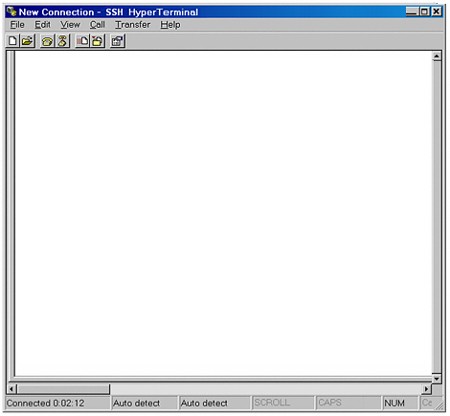 New Connection - SSH HyperTerminal
File Edit View Call Transfer Help
Connected 0:02:12 Auto detect Auto detect SCROLL CAPS NUM